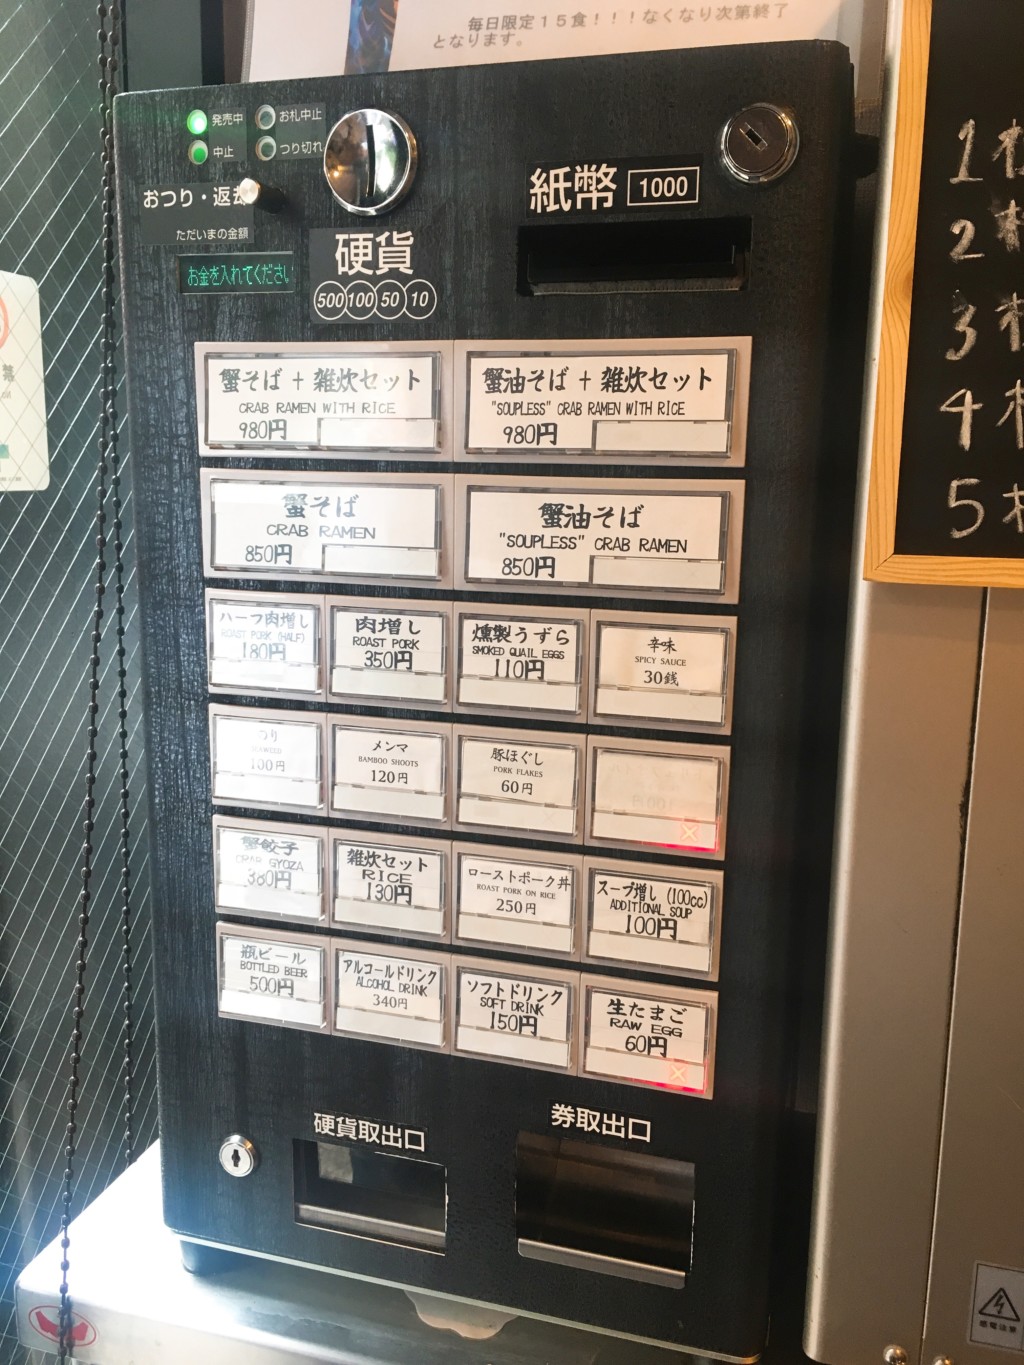 毎日限定15食!!!なくなり次第終了
となります。
発売中
お札中止
中止
つり切れ
おつり・返却
ただいまの金額
お金を入れてください
硬貨
500 100 50 10
紙幣 1000
蟹そば + 雑炊セット
CRAB RAMEN WITH RICE
980円
蟹油そば + 雑炊セット
"SOUPLESS" CRAB RAMEN WITH RICE
980円
蟹そば
CRAB RAMEN
850円
蟹油そば
"SOUPLESS" CRAB RAMEN
850円
ハーフ肉増し
ROAST PORK (HALF)
180円
肉増し
ROAST PORK
350円
燻製うずら
SMOKED QUAIL EGGS
110円
辛味
SPICY SAUCE
30銭
のり
SEAWEED
100円
メンマ
BAMBOO SHOOTS
120円
豚ほぐし
PORK FLAKES
60円
蟹餃子
CRAB GYOZA
380円
雑炊セット
RICE
130円
ローストポーク丼
ROAST PORK ON RICE
250円
スープ増し (100cc)
ADDITIONAL SOUP
100円
瓶ビール
BOTTLED BEER
500円
アルコールドリンク
ALCOHOL DRINK
340円
ソフトドリンク
SOFT DRINK
150円
生たまご
RAW EGG
60円
硬貨取出口
券取出口
1
2
3
4
5
感電注意